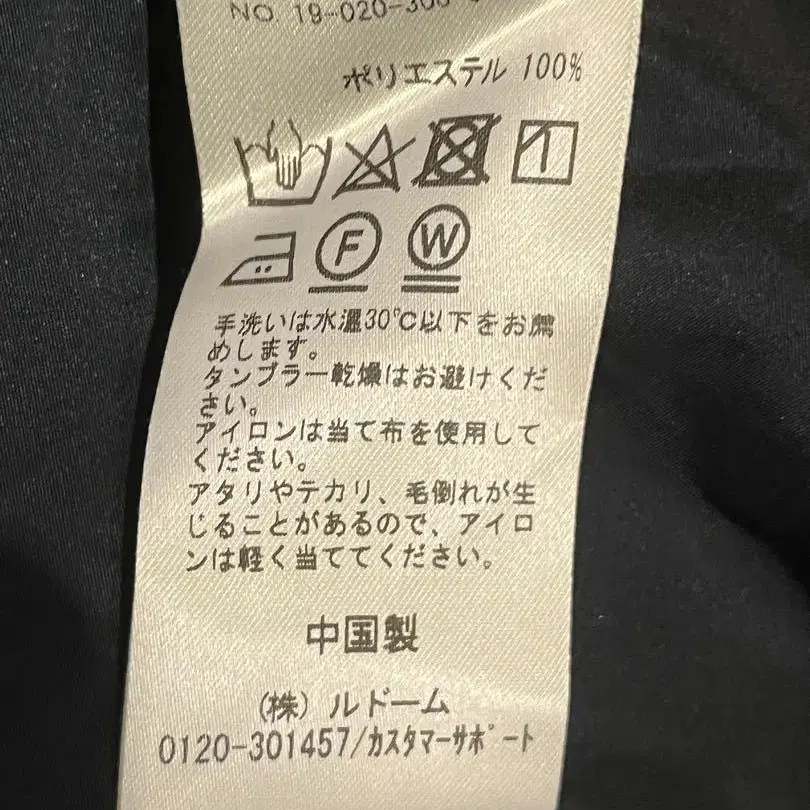 NO. 19-020-300
ポリエステル 100%
F W
手洗いは水温30℃以下をお薦
めします。
タンブラー乾燥はお避けくだ
さい。
アイロンは当て布を使用して
ください。
アタリやテカリ、毛倒れが生
じることがあるので、アイロ
ンは軽く当ててください。
中国製
(株) ルドーム
0120-301457/カスタマーサポート